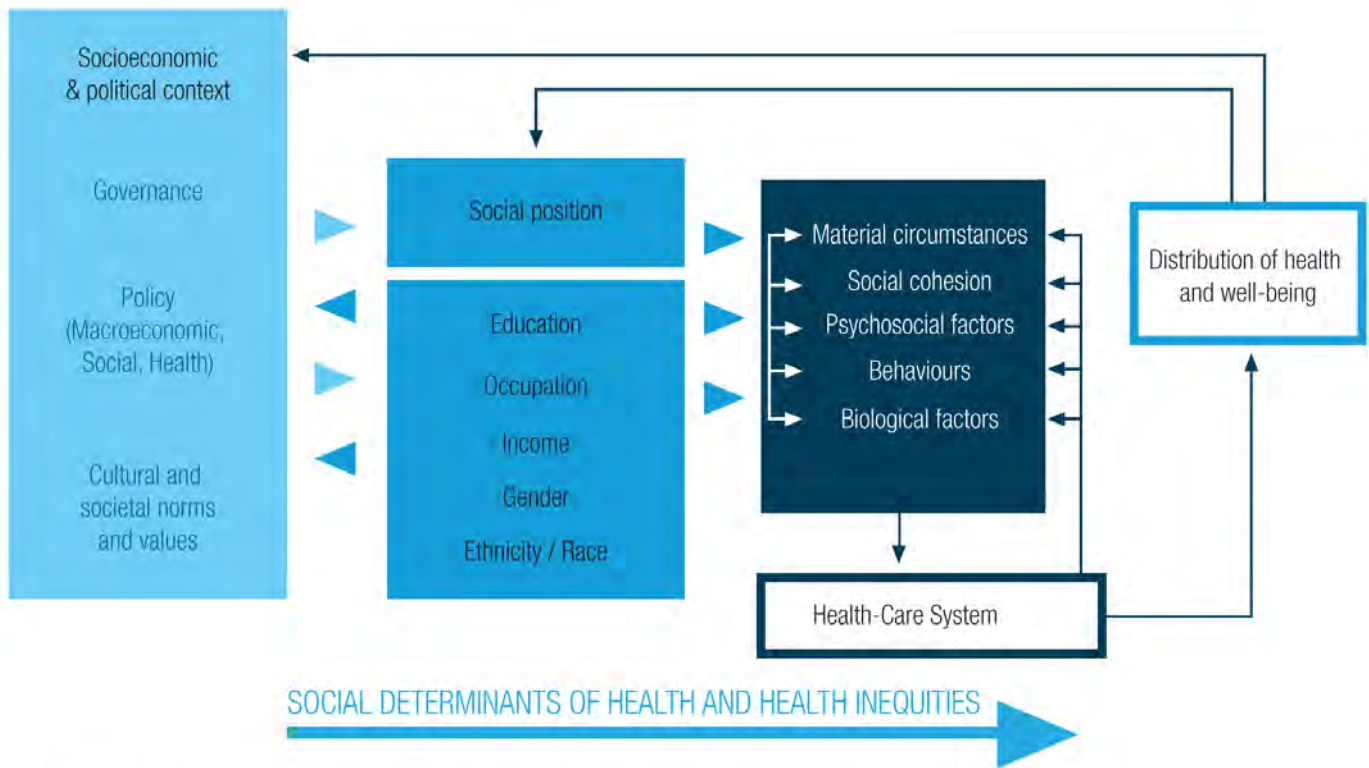 Socioeconomic
& political context
Governance
Policy
(Macroeconomic,
Social, Health)
Cultural and
societal norms
and values
Social position
Education
Occupation
Income
Gender
Ethnicity / Race
Material circumstances
Social cohesion
Psychosocial factors
Behaviours
Biological factors
Health-Care System
Distribution of health
and well-being
SOCIAL DETERMINANTS OF HEALTH AND HEALTH INEQUITIES